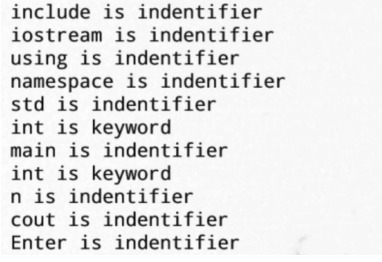 include is indentifier
iostream is indentifier
using is indentifier
namespace is indentifier
std is indentifier
int is keyword
main is indentifier
int is keyword
n is indentifier
cout is indentifier
Enter is indentifier